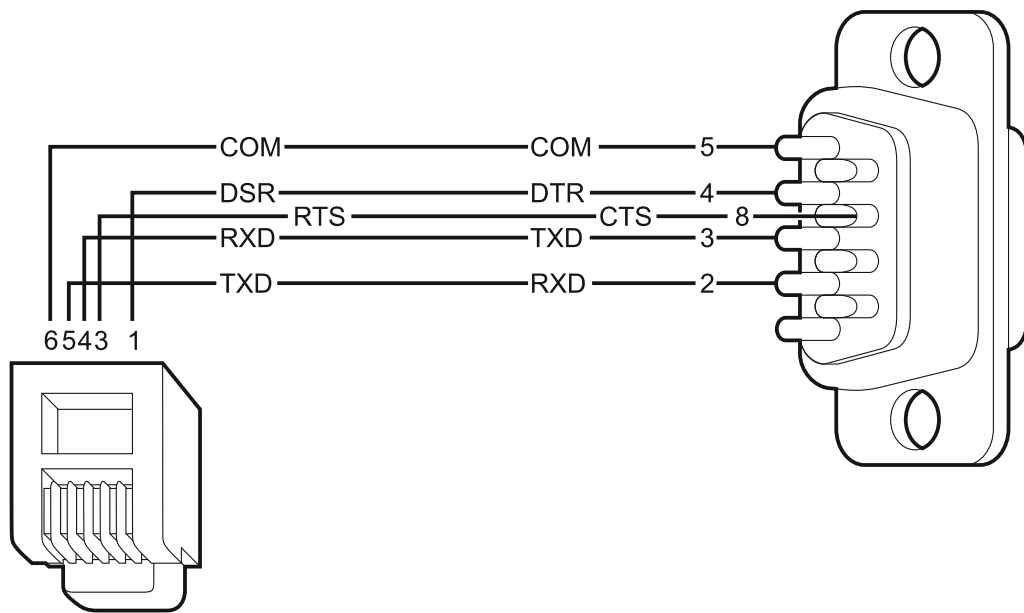 COM COM 5
DSR DTR 4
RTS CTS 8
RXD TXD 3
TXD RXD 2
6543 1